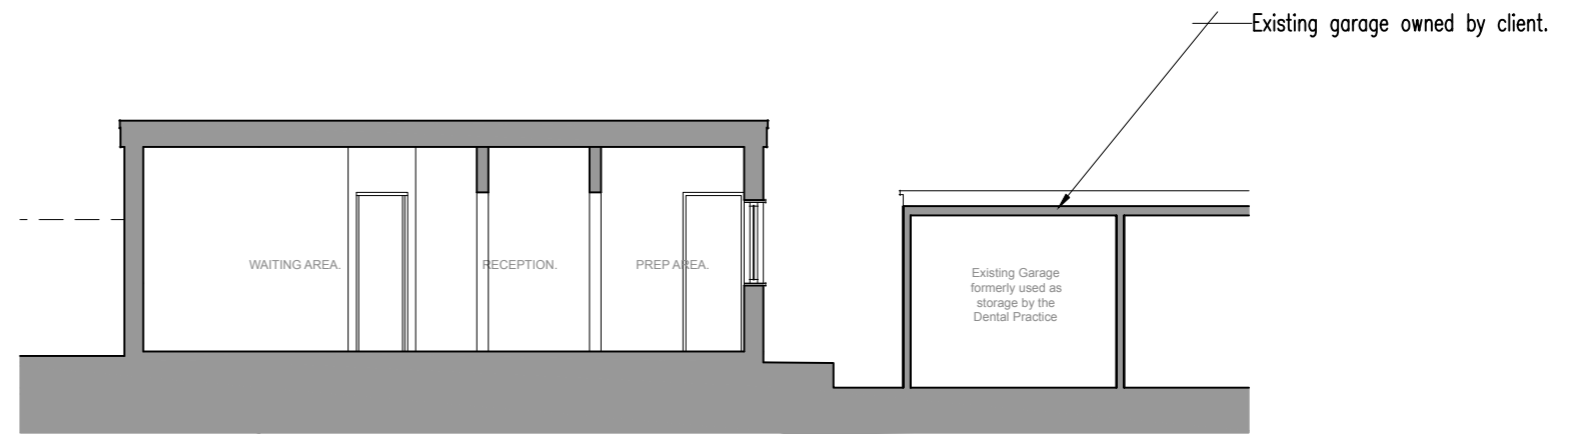 Existing garage owned by client.
WAITING AREA.
RECEPTION.
PREP AREA.
Existing Garage
formerly used as
storage by the
Dental Practice